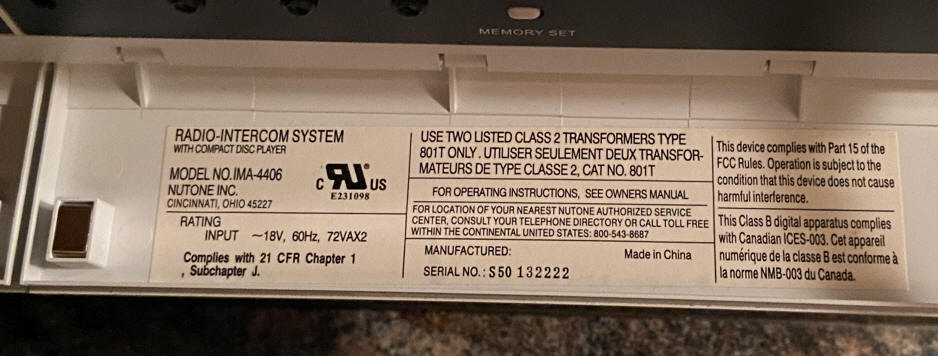 MEMORY SET
RADIO-INTERCOM SYSTEM
WITH COMPACT DISC PLAYER
MODEL NO. IMA-4406
NUTONE INC.
CINCINNATI, OHIO 45227
C RU® US
E231098
RATING
INPUT ~18V, 60Hz, 72VAX2
Complies with 21 CFR Chapter 1
, Subchapter J.
USE TWO LISTED CLASS 2 TRANSFORMERS TYPE
801T ONLY. UTILISER SEULEMENT DEUX TRANSFOR-
MATEURS DE TYPE CLASSE 2, CAT NO. 801T
FOR OPERATING INSTRUCTIONS, SEE OWNERS MANUAL
FOR LOCATION OF YOUR NEAREST NUTONE AUTHORIZED SERVICE
CENTER, CONSULT YOUR TELEPHONE DIRECTORY OR CALL TOLL FREE
WITHIN THE CONTINENTAL UNITED STATES: 800-543-8687
MANUFACTURED: Made in China
SERIAL NO.: S50 132222
This device complies with Part 15 of the
FCC Rules. Operation is subject to the
condition that this device does not cause
harmful interference.
This Class B digital apparatus complies
with Canadian ICES-003. Cet appareil
numérique de la classe B est conforme à
la norme NMB-003 du Canada.